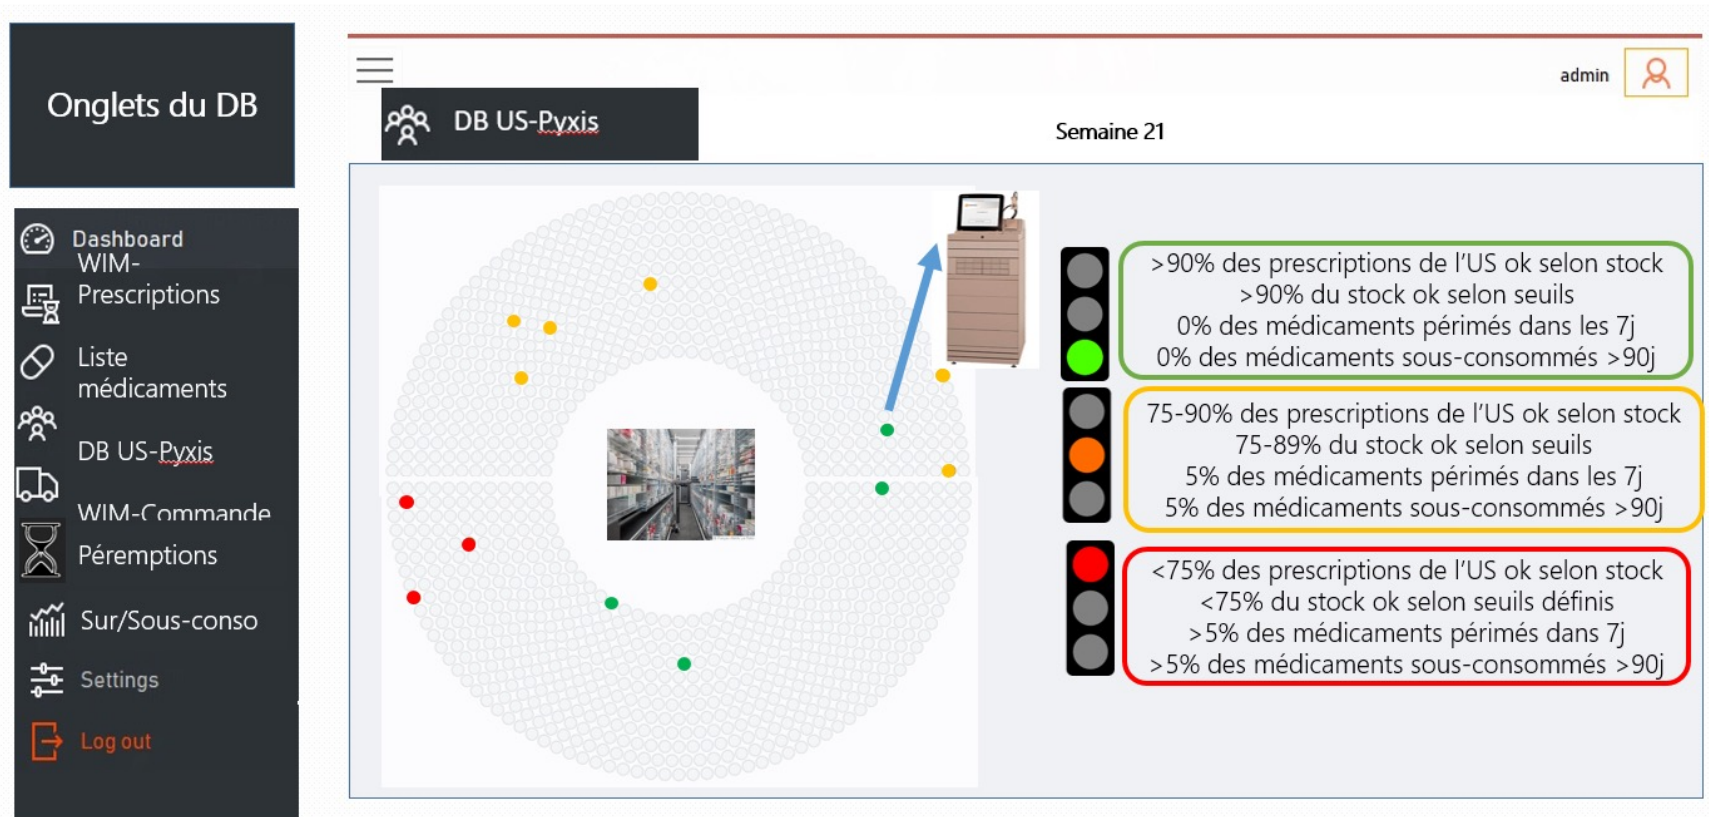 Onglets du DB
Dashboard
WIM-
Prescriptions
Liste
médicaments
DB US-Pyxis
WIM-Commande
Péremptions
Sur/Sous-conso
Settings
Log out
admin
DB US-Pyxis
Semaine 21
>90% des prescriptions de l'US ok selon stock
>90% du stock ok selon seuils
0% des médicaments périmés dans les 7j
0% des médicaments sous-consommés >90j
75-90% des prescriptions de l'US ok selon stock
75-89% du stock ok selon seuils
5% des médicaments périmés dans les 7j
5% des médicaments sous-consommés >90j
<75% des prescriptions de l'US ok selon stock
<75% du stock ok selon seuils définis
>5% des médicaments périmés dans 7j
>5% des médicaments sous-consommés >90j